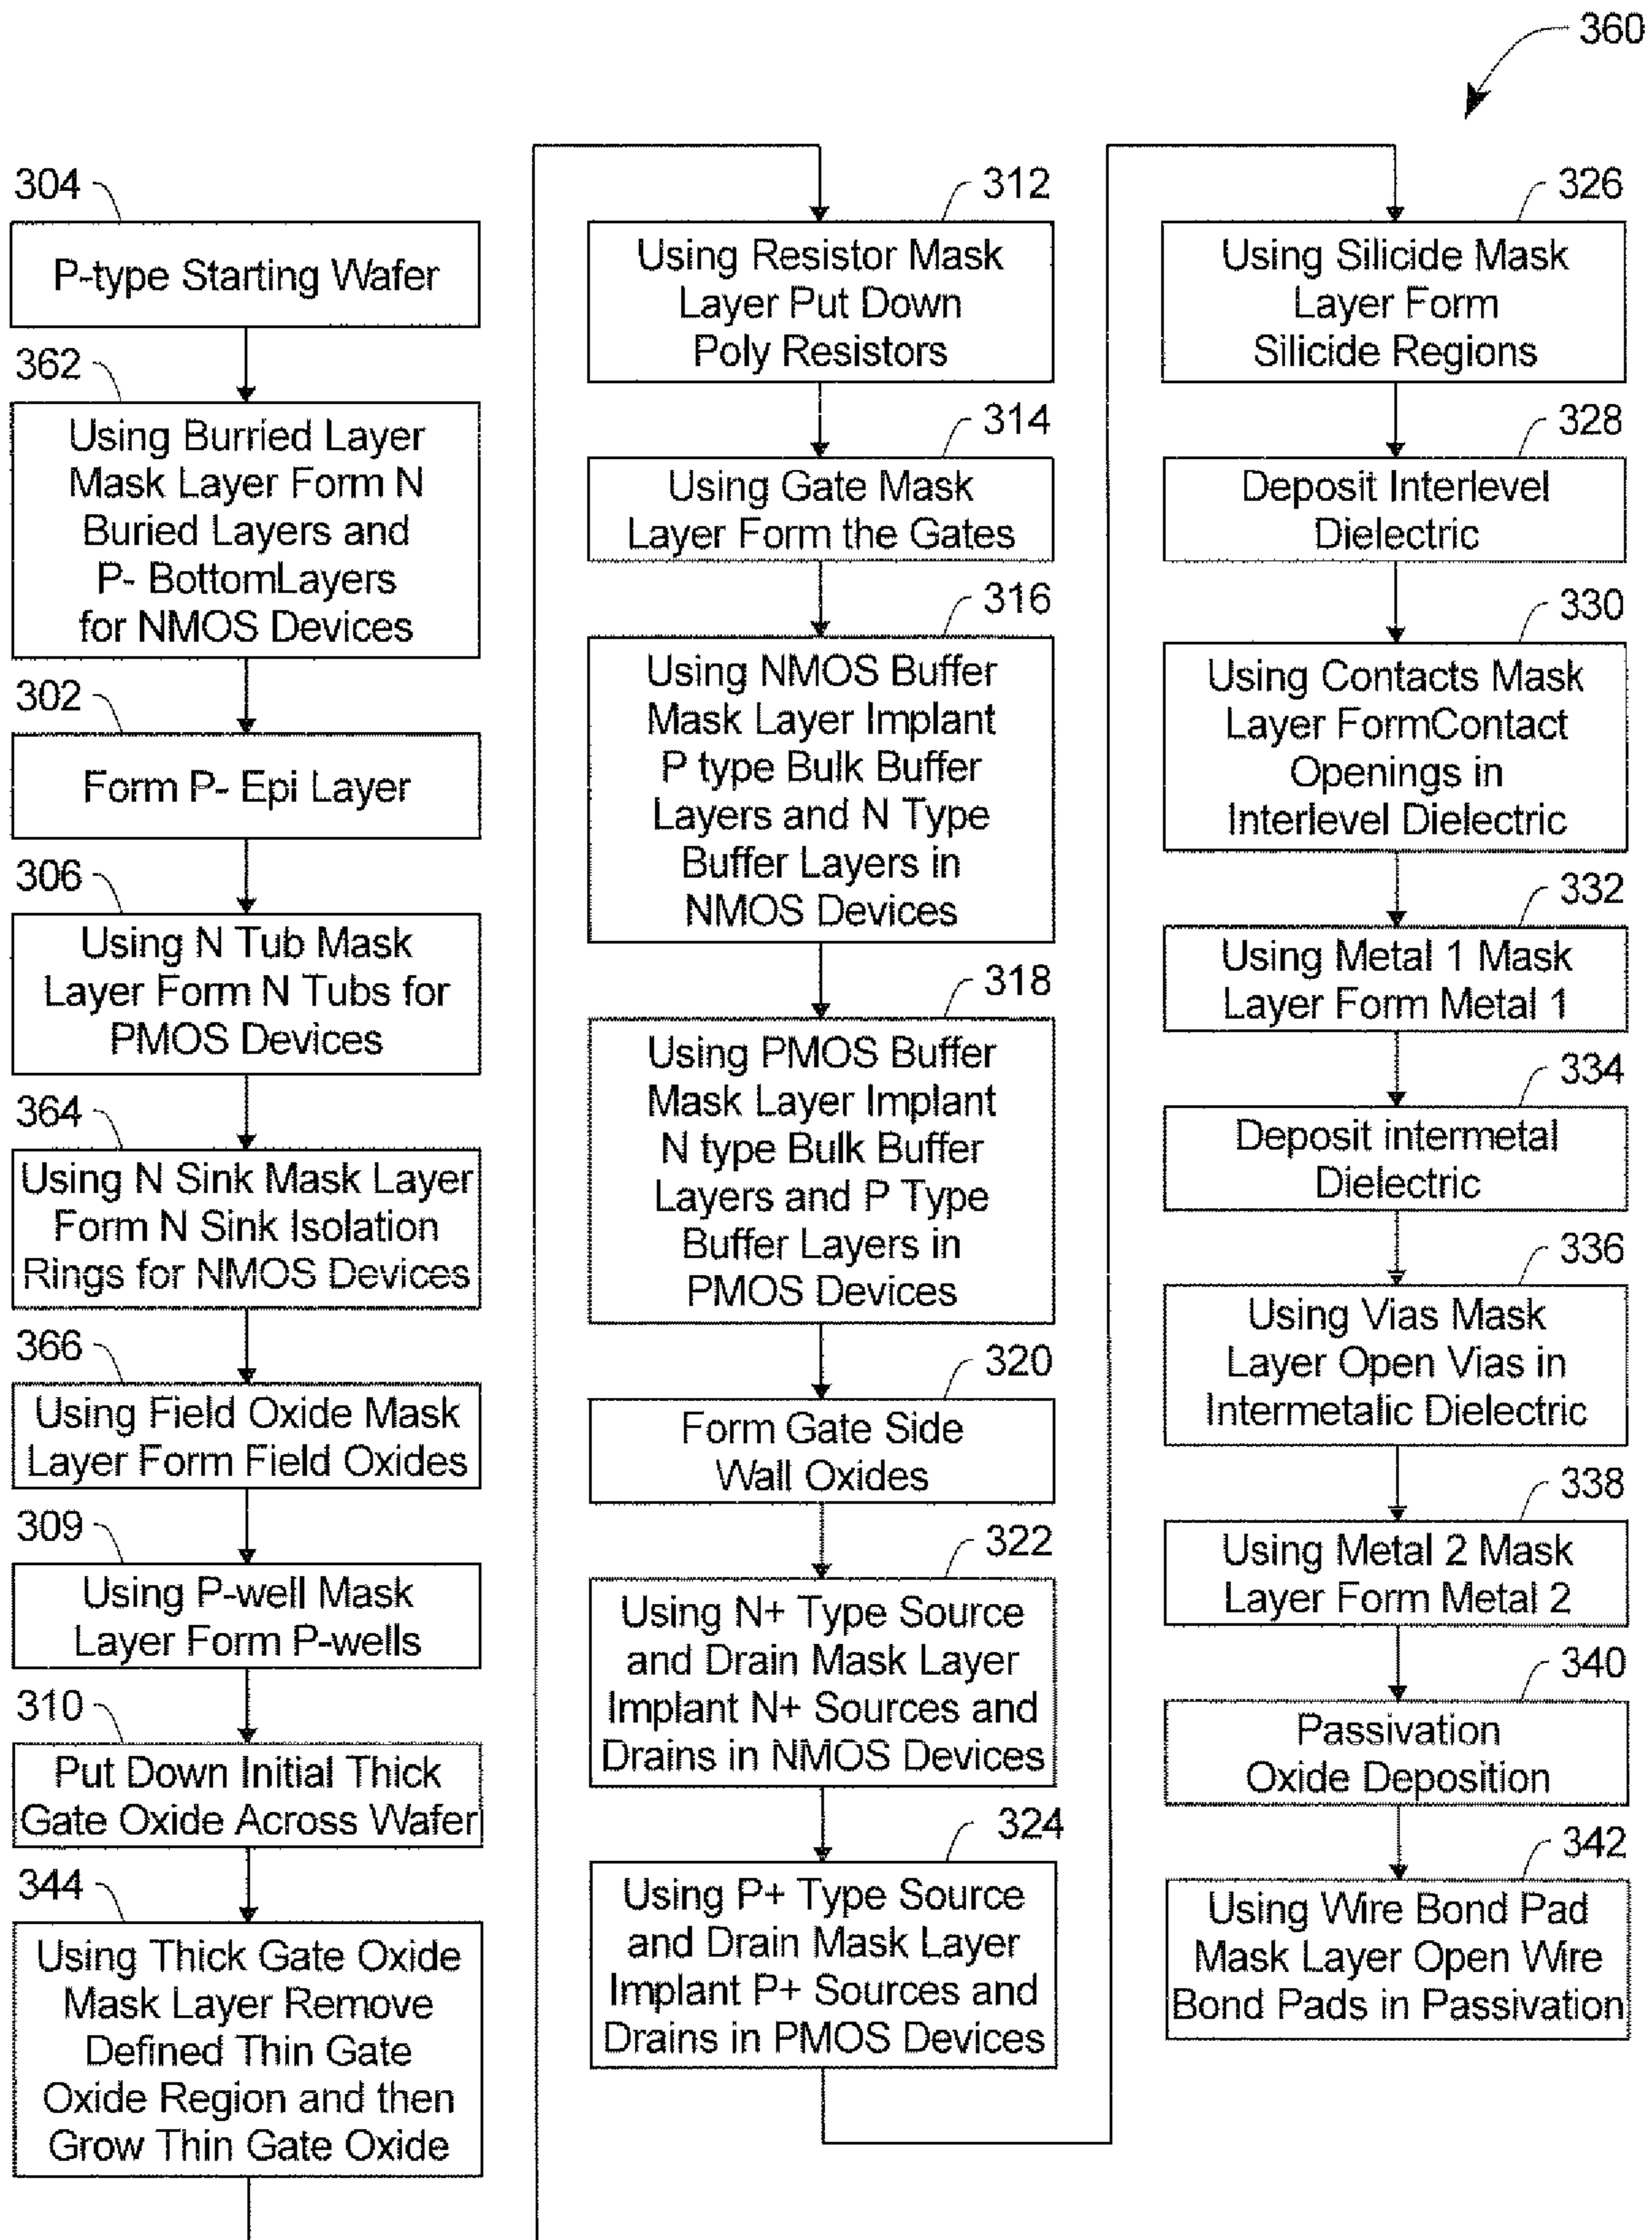 360
304
P-type Starting Wafer
362
Using Burried Layer
Mask Layer Form N
Buried Layers and
P- BottomLayers
for NMOS Devices
302
Form P- Epi Layer
306
Using N Tub Mask
Layer Form N Tubs for
PMOS Devices
364
Using N Sink Mask Layer
Form N Sink Isolation
Rings for NMOS Devices
366
Using Field Oxide Mask
Layer Form Field Oxides
309
Using P-well Mask
Layer Form P-wells
310
Put Down Initial Thick
Gate Oxide Across Wafer
344
Using Thick Gate Oxide
Mask Layer Remove
Defined Thin Gate
Oxide Region and then
Grow Thin Gate Oxide
312
Using Resistor Mask
Layer Put Down
Poly Resistors
314
Using Gate Mask
Layer Form the Gates
316
Using NMOS Buffer
Mask Layer Implant
P type Bulk Buffer
Layers and N Type
Buffer Layers in
NMOS Devices
318
Using PMOS Buffer
Mask Layer Implant
N type Bulk Buffer
Layers and P Type
Buffer Layers in
PMOS Devices
320
Form Gate Side
Wall Oxides
322
Using N+ Type Source
and Drain Mask Layer
Implant N+ Sources and
Drains in NMOS Devices
324
Using P+ Type Source
and Drain Mask Layer
Implant P+ Sources and
Drains in PMOS Devices
326
Using Silicide Mask
Layer Form
Silicide Regions
328
Deposit Interlevel
Dielectric
330
Using Contacts Mask
Layer FormContact
Openings in
Interlevel Dielectric
332
Using Metal 1 Mask
Layer Form Metal 1
334
Deposit intermetal
Dielectric
336
Using Vias Mask
Layer Open Vias in
Intermetalic Dielectric
338
Using Metal 2 Mask
Layer Form Metal 2
340
Passivation
Oxide Deposition
342
Using Wire Bond Pad
Mask Layer Open Wire
Bond Pads in Passivation